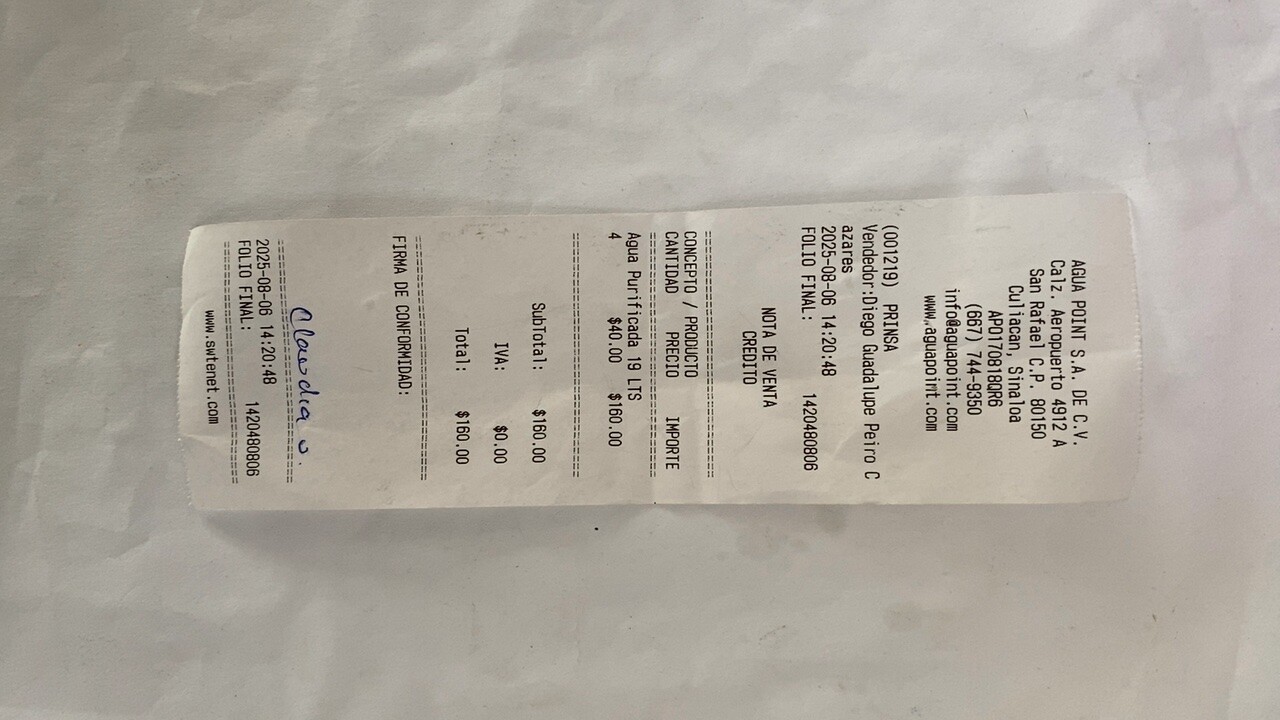 AGUA POINT S.A. DE C.V.
Calz. Aeropuerto 4912 A
San Rafael C.P. 80150
Culiacan, Sinaloa
APO170818QR6
(667) 744-9360
info@aguapoint.com
www.aguapoint.com
(001219) PRINSA
Vendedor:Diego Guadalupe Peiro C
azares
2025-08-06 14:20:48
FOLIO FINAL: 1420480806
NOTA DE VENTA
CREDITO
================================
CONCEPTO / PRODUCTO
CANTIDAD PRECIO IMPORTE
================================
Agua Purificada 19 LTS
4 $40.00 $160.00
================================
SubTotal: $160.00
IVA: $0.00
Total: $160.00
================================
FIRMA DE CONFORMIDAD:
Claudia
================================
2025-08-06 14:20:48
FOLIO FINAL: 1420480806
================================
www.swtenet.com